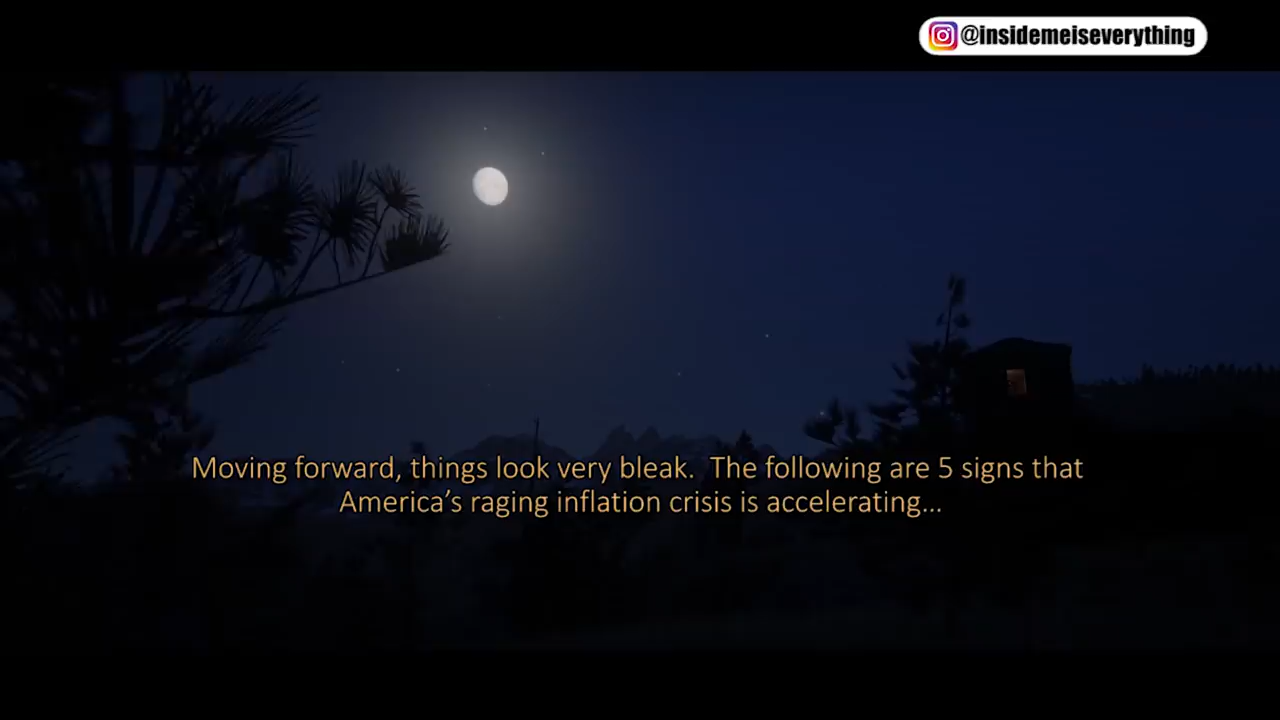 @insidemeiseverything
Moving forward, things look very bleak.  The following are 5 signs that
America’s raging inflation crisis is accelerating...